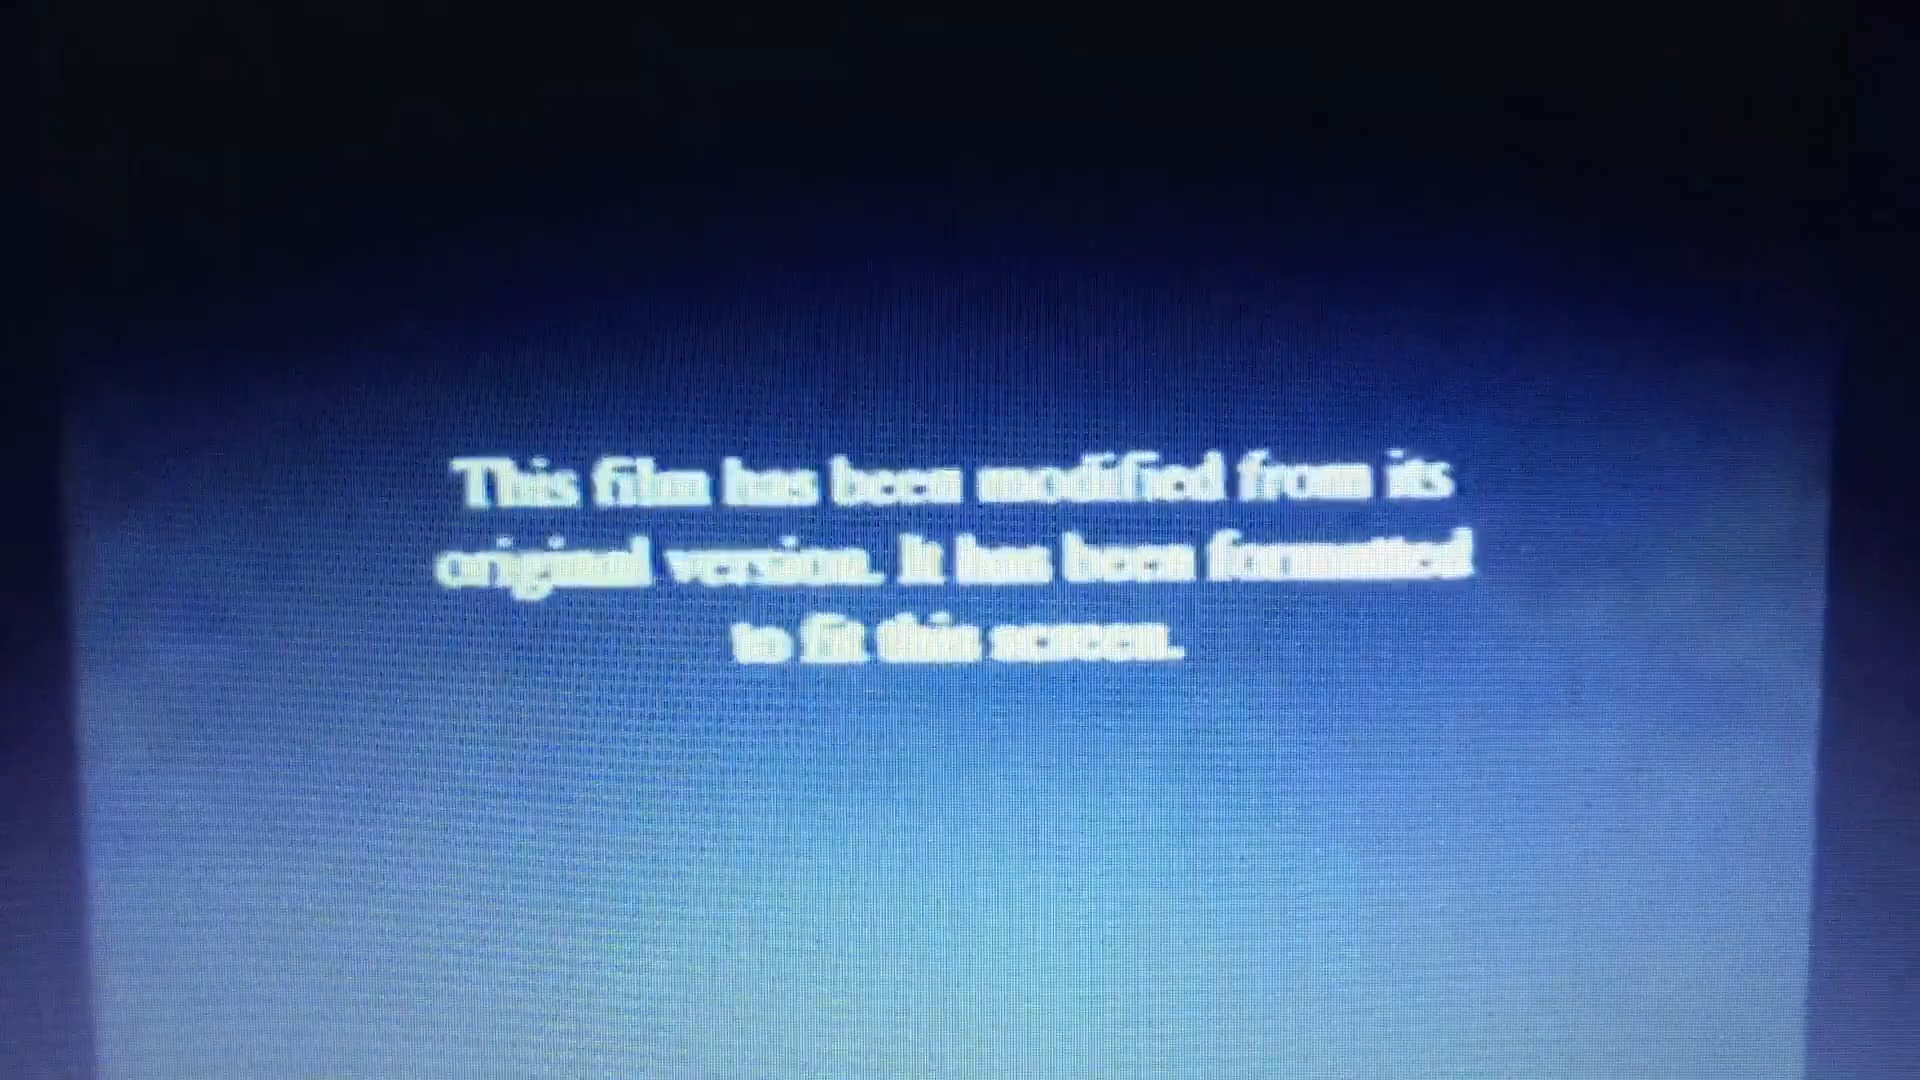 This film has been modified from its
original version. It has been formatted
to fit this screen.